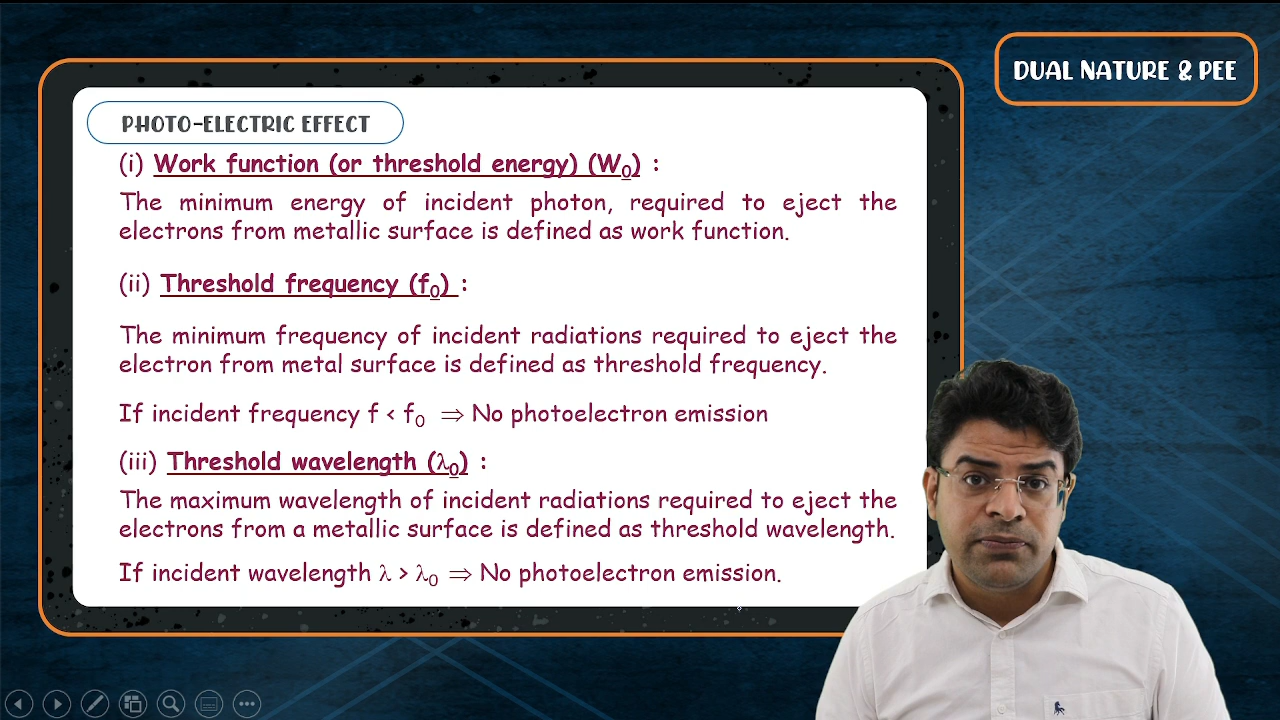 DUAL NATURE & PEE
PHOTO-ELECTRIC EFFECT
(i) Work function (or threshold energy) (W₀) :
The minimum energy of incident photon, required to eject the
electrons from metallic surface is defined as work function.
(ii) Threshold frequency (f₀) :
The minimum frequency of incident radiations required to eject the
electron from metal surface is defined as threshold frequency.
If incident frequency f < f₀ ⇒ No photoelectron emission
(iii) Threshold wavelength (λ₀) :
The maximum wavelength of incident radiations required to eject the
electrons from a metallic surface is defined as threshold wavelength.
If incident wavelength λ > λ₀ ⇒ No photoelectron emission.